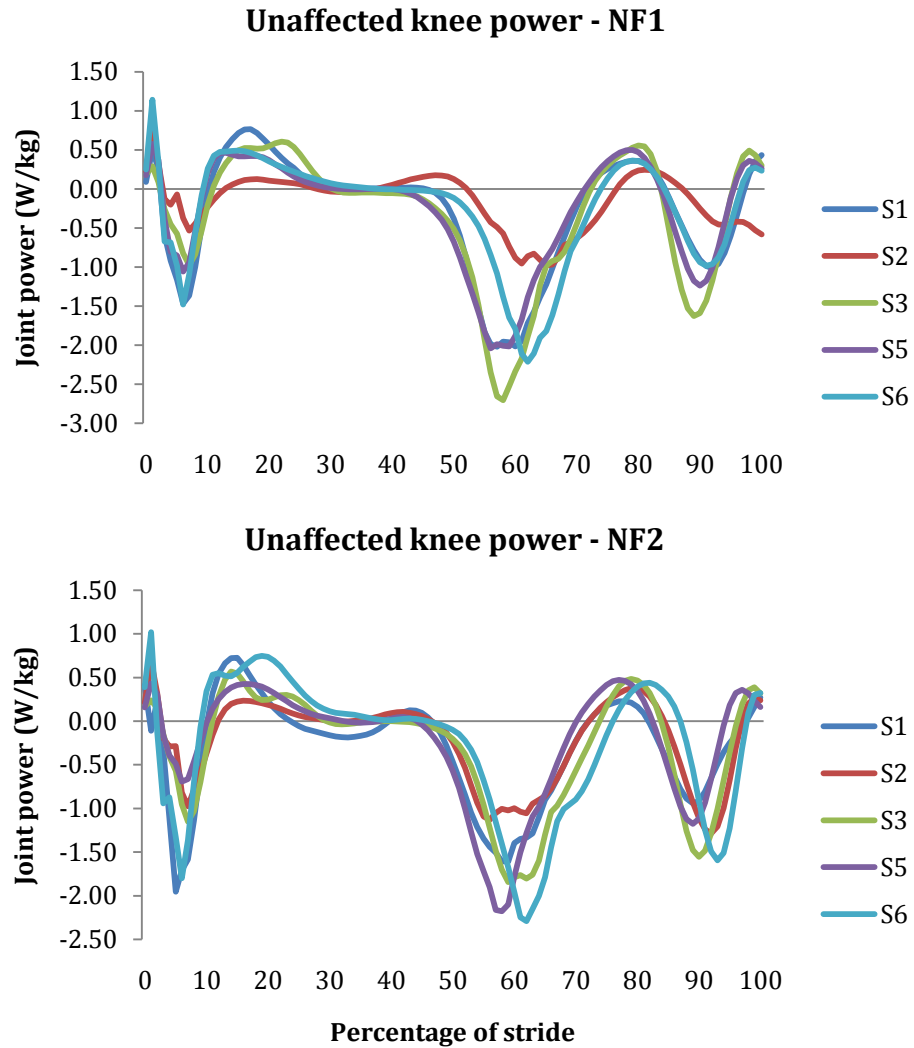 Unaffected knee power - NF1
Joint power (W/kg)
1.50
1.00
0.50
0.00
-0.50
-1.00
-1.50
-2.00
-2.50
-3.00
0 10 20 30 40 50 60 70 80 90 100
S1
S2
S3
S5
S6
Unaffected knee power - NF2
Joint power (W/kg)
1.50
1.00
0.50
0.00
-0.50
-1.00
-1.50
-2.00
-2.50
0 10 20 30 40 50 60 70 80 90 100
Percentage of stride
S1
S2
S3
S5
S6